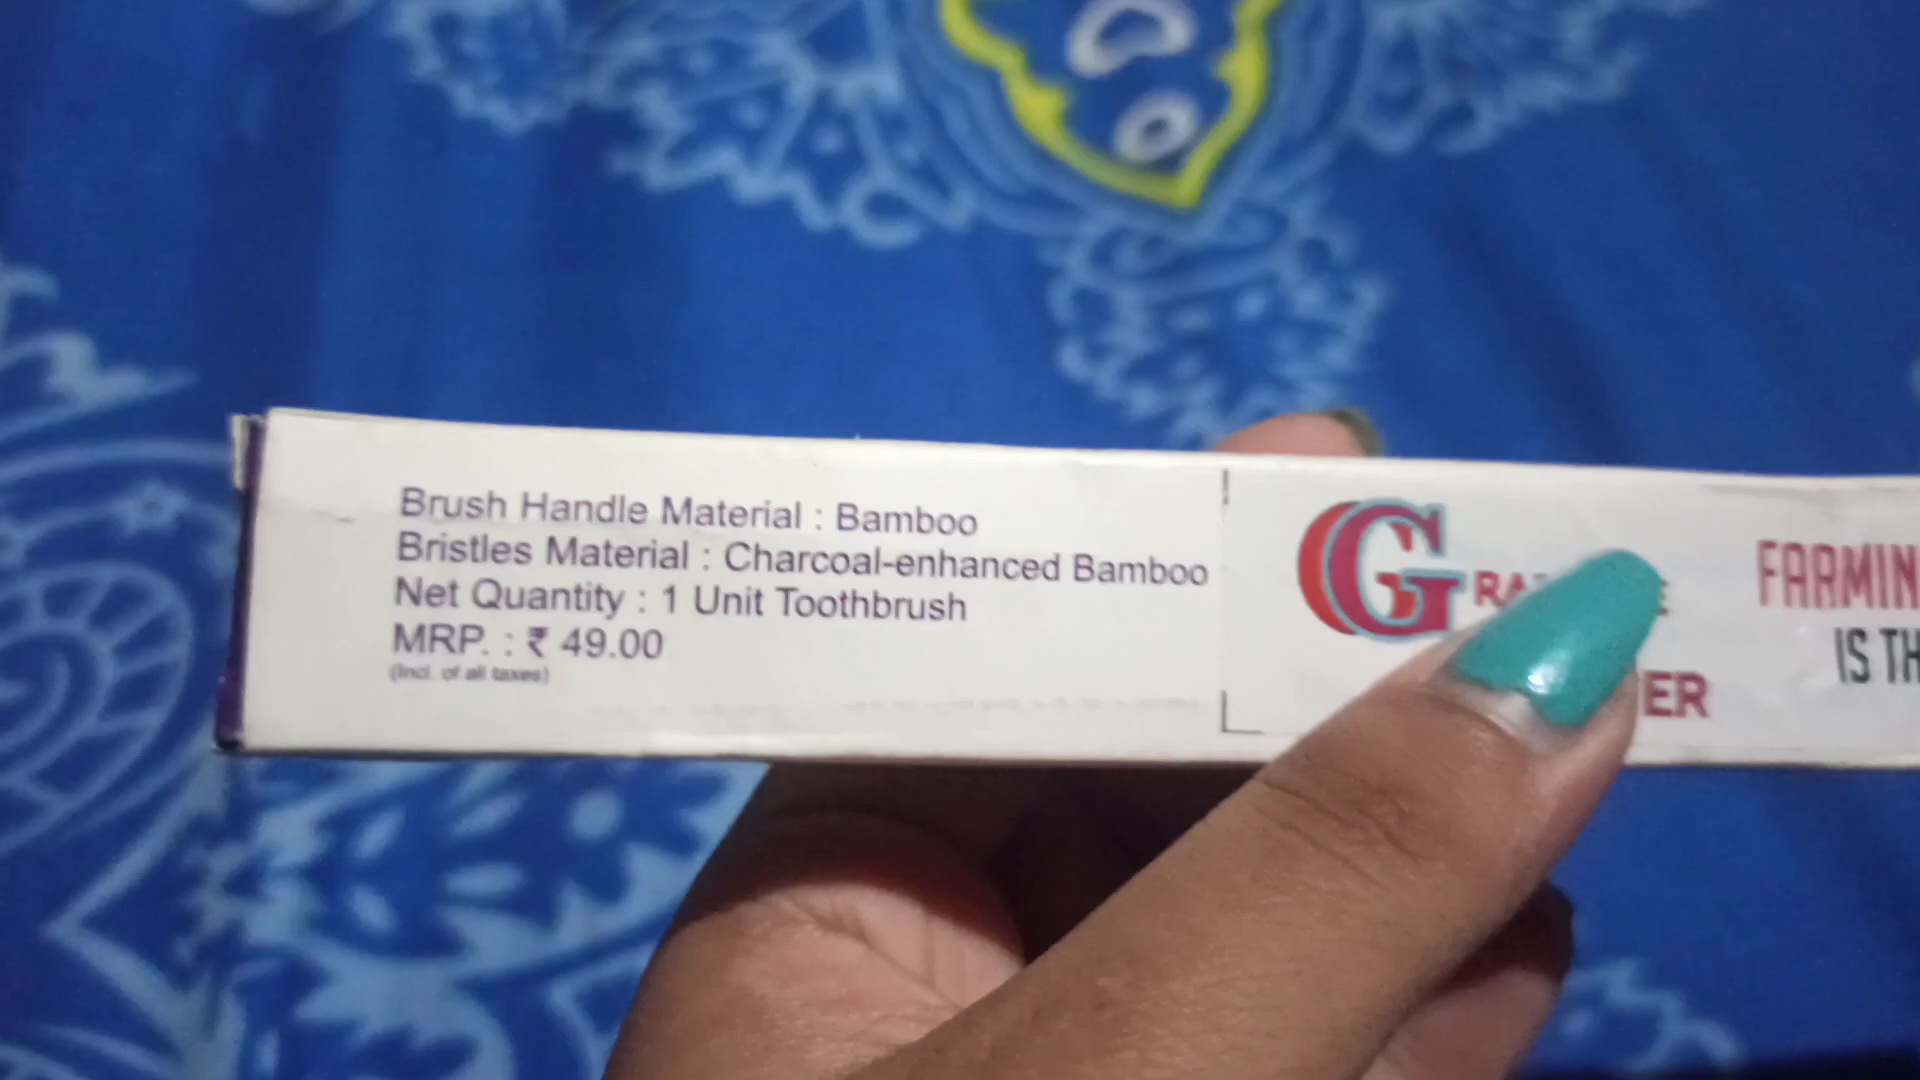 Brush Handle Material : Bamboo
Bristles Material : Charcoal-enhanced Bamboo
Net Quantity : 1 Unit Toothbrush
MRP. : ₹ 49.00
(Incl. of all taxes)
G
FARMIN
IS TH
ER